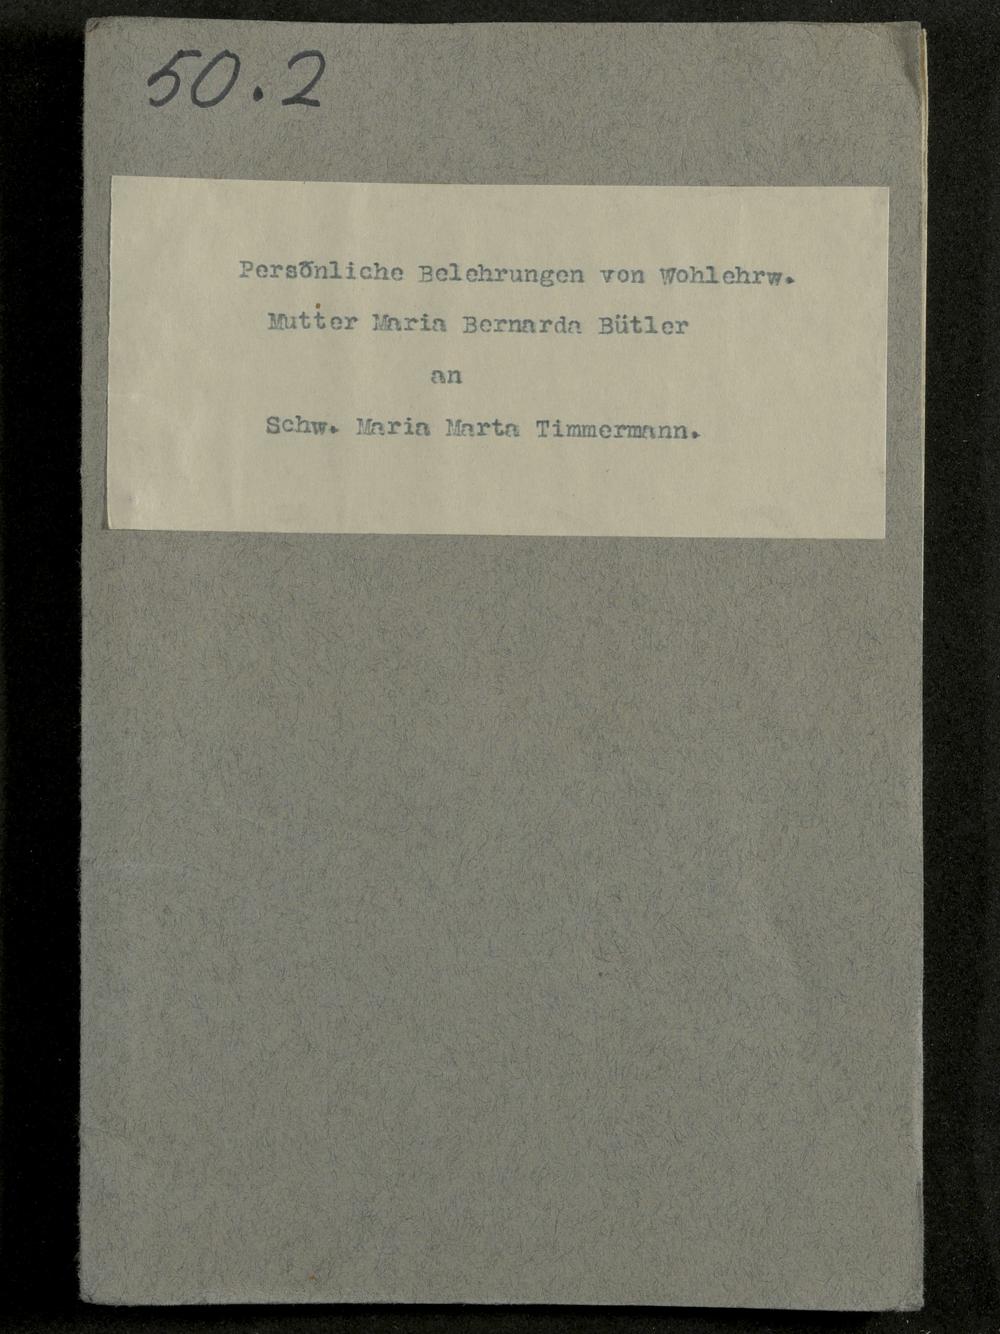 50.2
Persönliche Belehrungen von Wohlehrw.
Mutter Maria Bernarda Bütler
an
Schw. Maria Marta Timmermann.